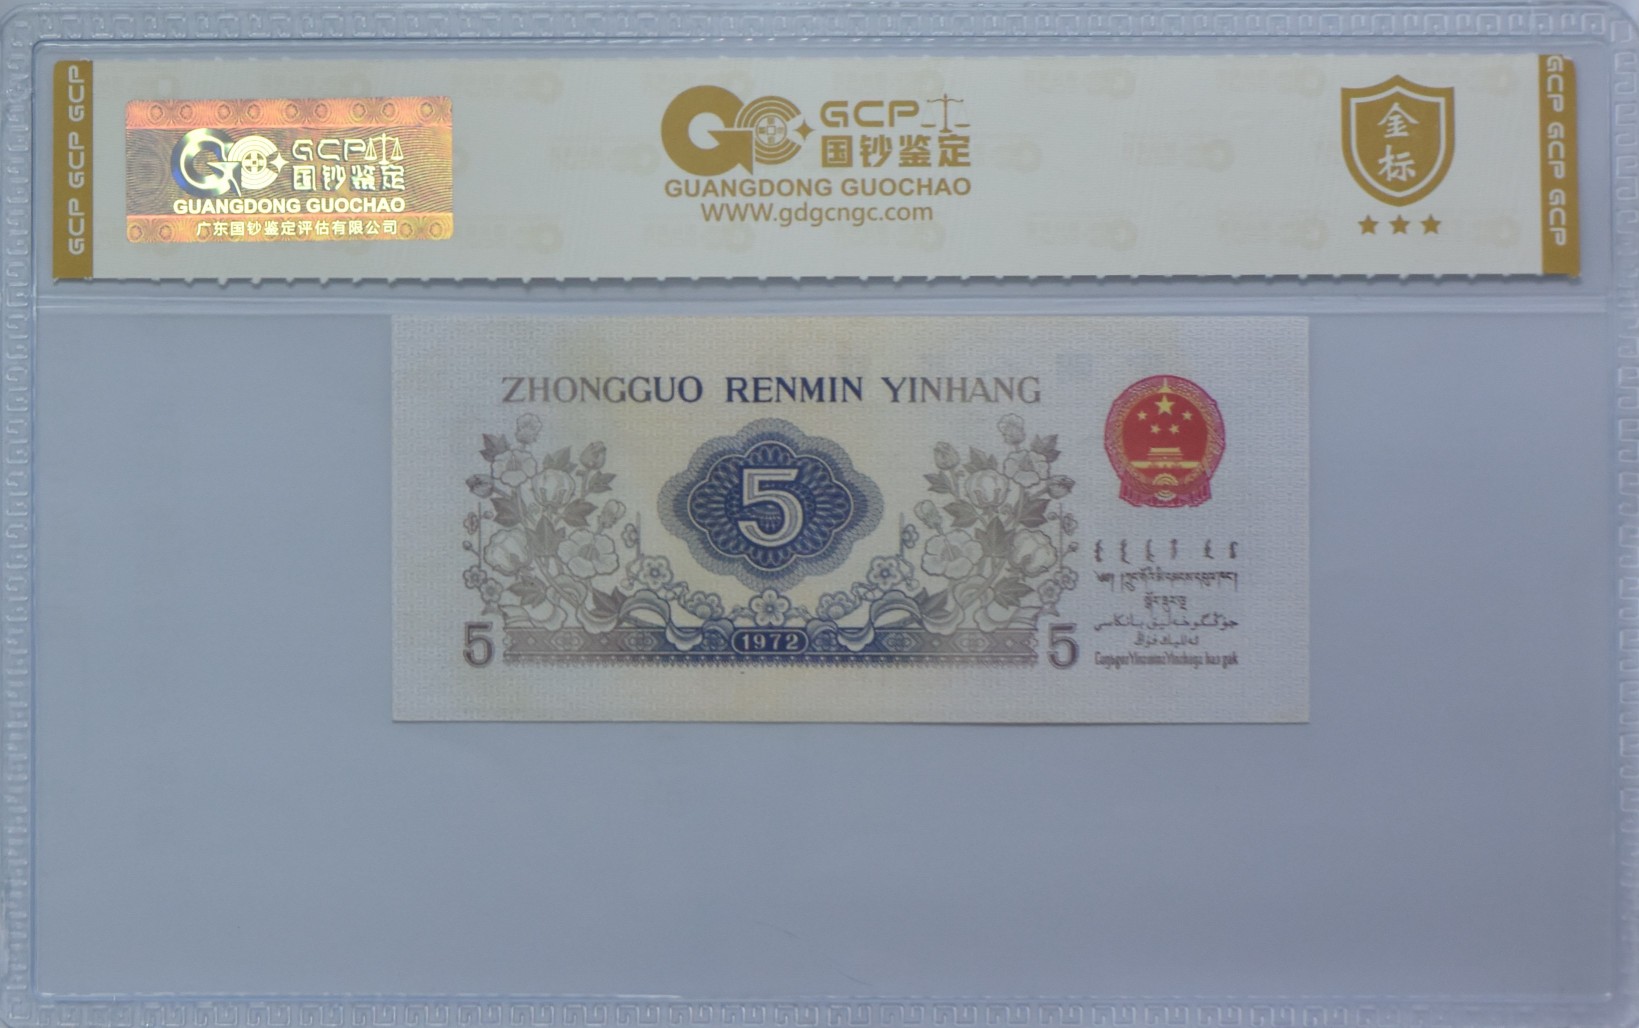 GCP GCP GCP
GCP 国钞鉴定
GUANGDONG GUOCHAO
广东国钞鉴定评估有限公司
GCP
国钞鉴定
GUANGDONG GUOCHAO
WWW.gdgcngc.com
金标
GCP GCP GCP
ZHONGGUO RENMIN YINHANG
5
1972
5
5